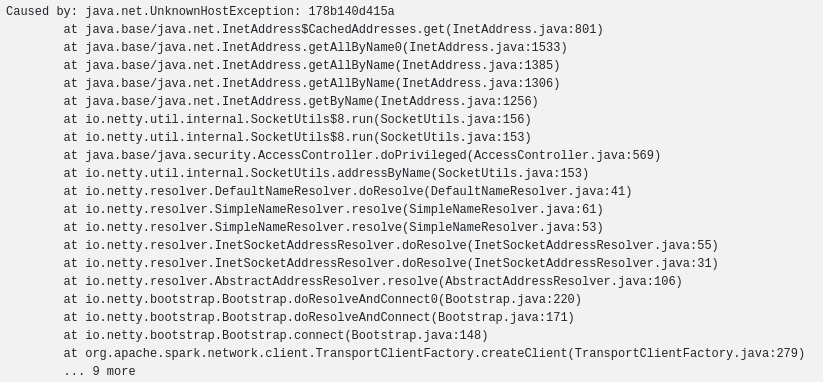 Caused by: java.net.UnknownHostException: 178b140d415a
at java.base/java.net.InetAddress$CachedAddresses.get(InetAddress.java:801)
at java.base/java.net.InetAddress.getAllByName0(InetAddress.java:1533)
at java.base/java.net.InetAddress.getAllByName(InetAddress.java:1385)
at java.base/java.net.InetAddress.getAllByName(InetAddress.java:1306)
at java.base/java.net.InetAddress.getByName(InetAddress.java:1256)
at io.netty.util.internal.SocketUtils$8.run(SocketUtils.java:156)
at io.netty.util.internal.SocketUtils$8.run(SocketUtils.java:153)
at java.base/java.security.AccessController.doPrivileged(AccessController.java:569)
at io.netty.util.internal.SocketUtils.addressByName(SocketUtils.java:153)
at io.netty.resolver.DefaultNameResolver.doResolve(DefaultNameResolver.java:41)
at io.netty.resolver.SimpleNameResolver.resolve(SimpleNameResolver.java:61)
at io.netty.resolver.SimpleNameResolver.resolve(SimpleNameResolver.java:53)
at io.netty.resolver.InetSocketAddressResolver.doResolve(InetSocketAddressResolver.java:55)
at io.netty.resolver.InetSocketAddressResolver.doResolve(InetSocketAddressResolver.java:31)
at io.netty.resolver.AbstractAddressResolver.resolve(AbstractAddressResolver.java:106)
at io.netty.bootstrap.Bootstrap.doResolveAndConnect0(Bootstrap.java:220)
at io.netty.bootstrap.Bootstrap.doResolveAndConnect(Bootstrap.java:171)
at io.netty.bootstrap.Bootstrap.connect(Bootstrap.java:148)
at org.apache.spark.network.client.TransportClientFactory.createClient(TransportClientFactory.java:279)
... 9 more